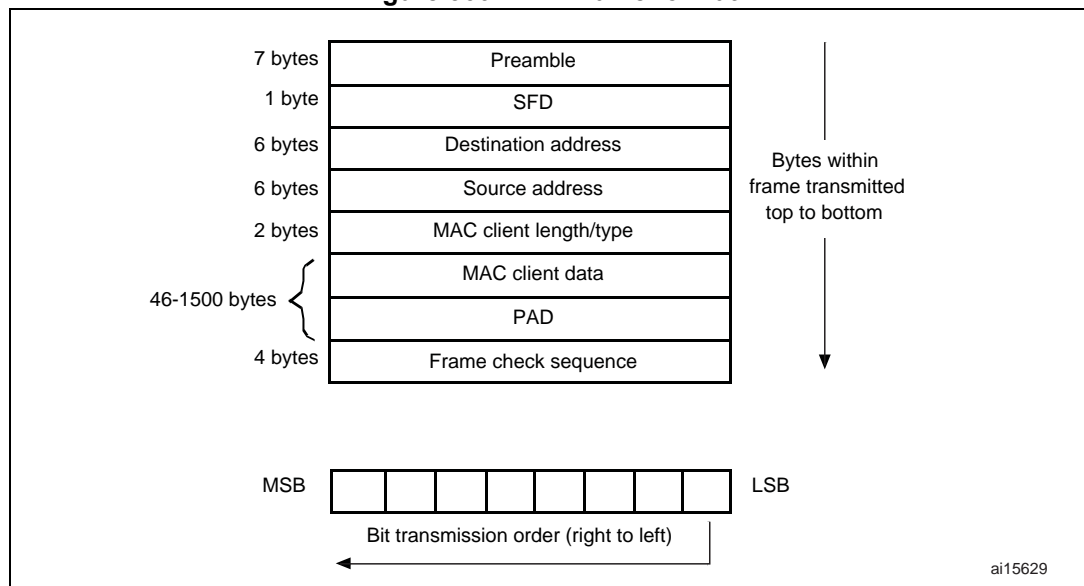 7 bytes Preamble
1 byte SFD
6 bytes Destination address
6 bytes Source address
2 bytes MAC client length/type
46-1500 bytes MAC client data
PAD
4 bytes Frame check sequence
Bytes within
frame transmitted
top to bottom
MSB LSB
Bit transmission order (right to left)
ai15629